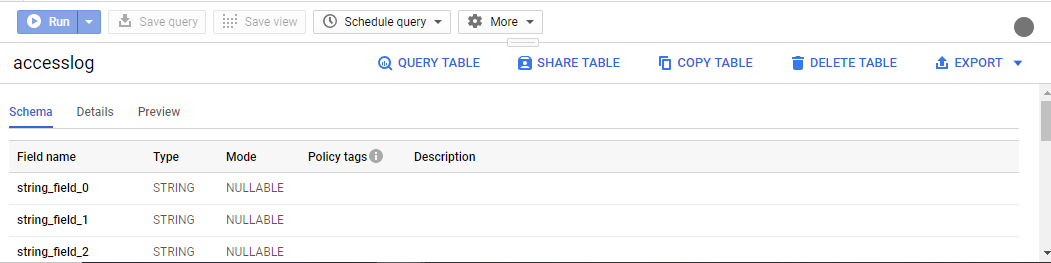 Run Save query Save view Schedule query More
accesslog QUERY TABLE SHARE TABLE COPY TABLE DELETE TABLE EXPORT
Schema Details Preview
Field name Type Mode Policy tags Description
string_field_0 STRING NULLABLE
string_field_1 STRING NULLABLE
string_field_2 STRING NULLABLE